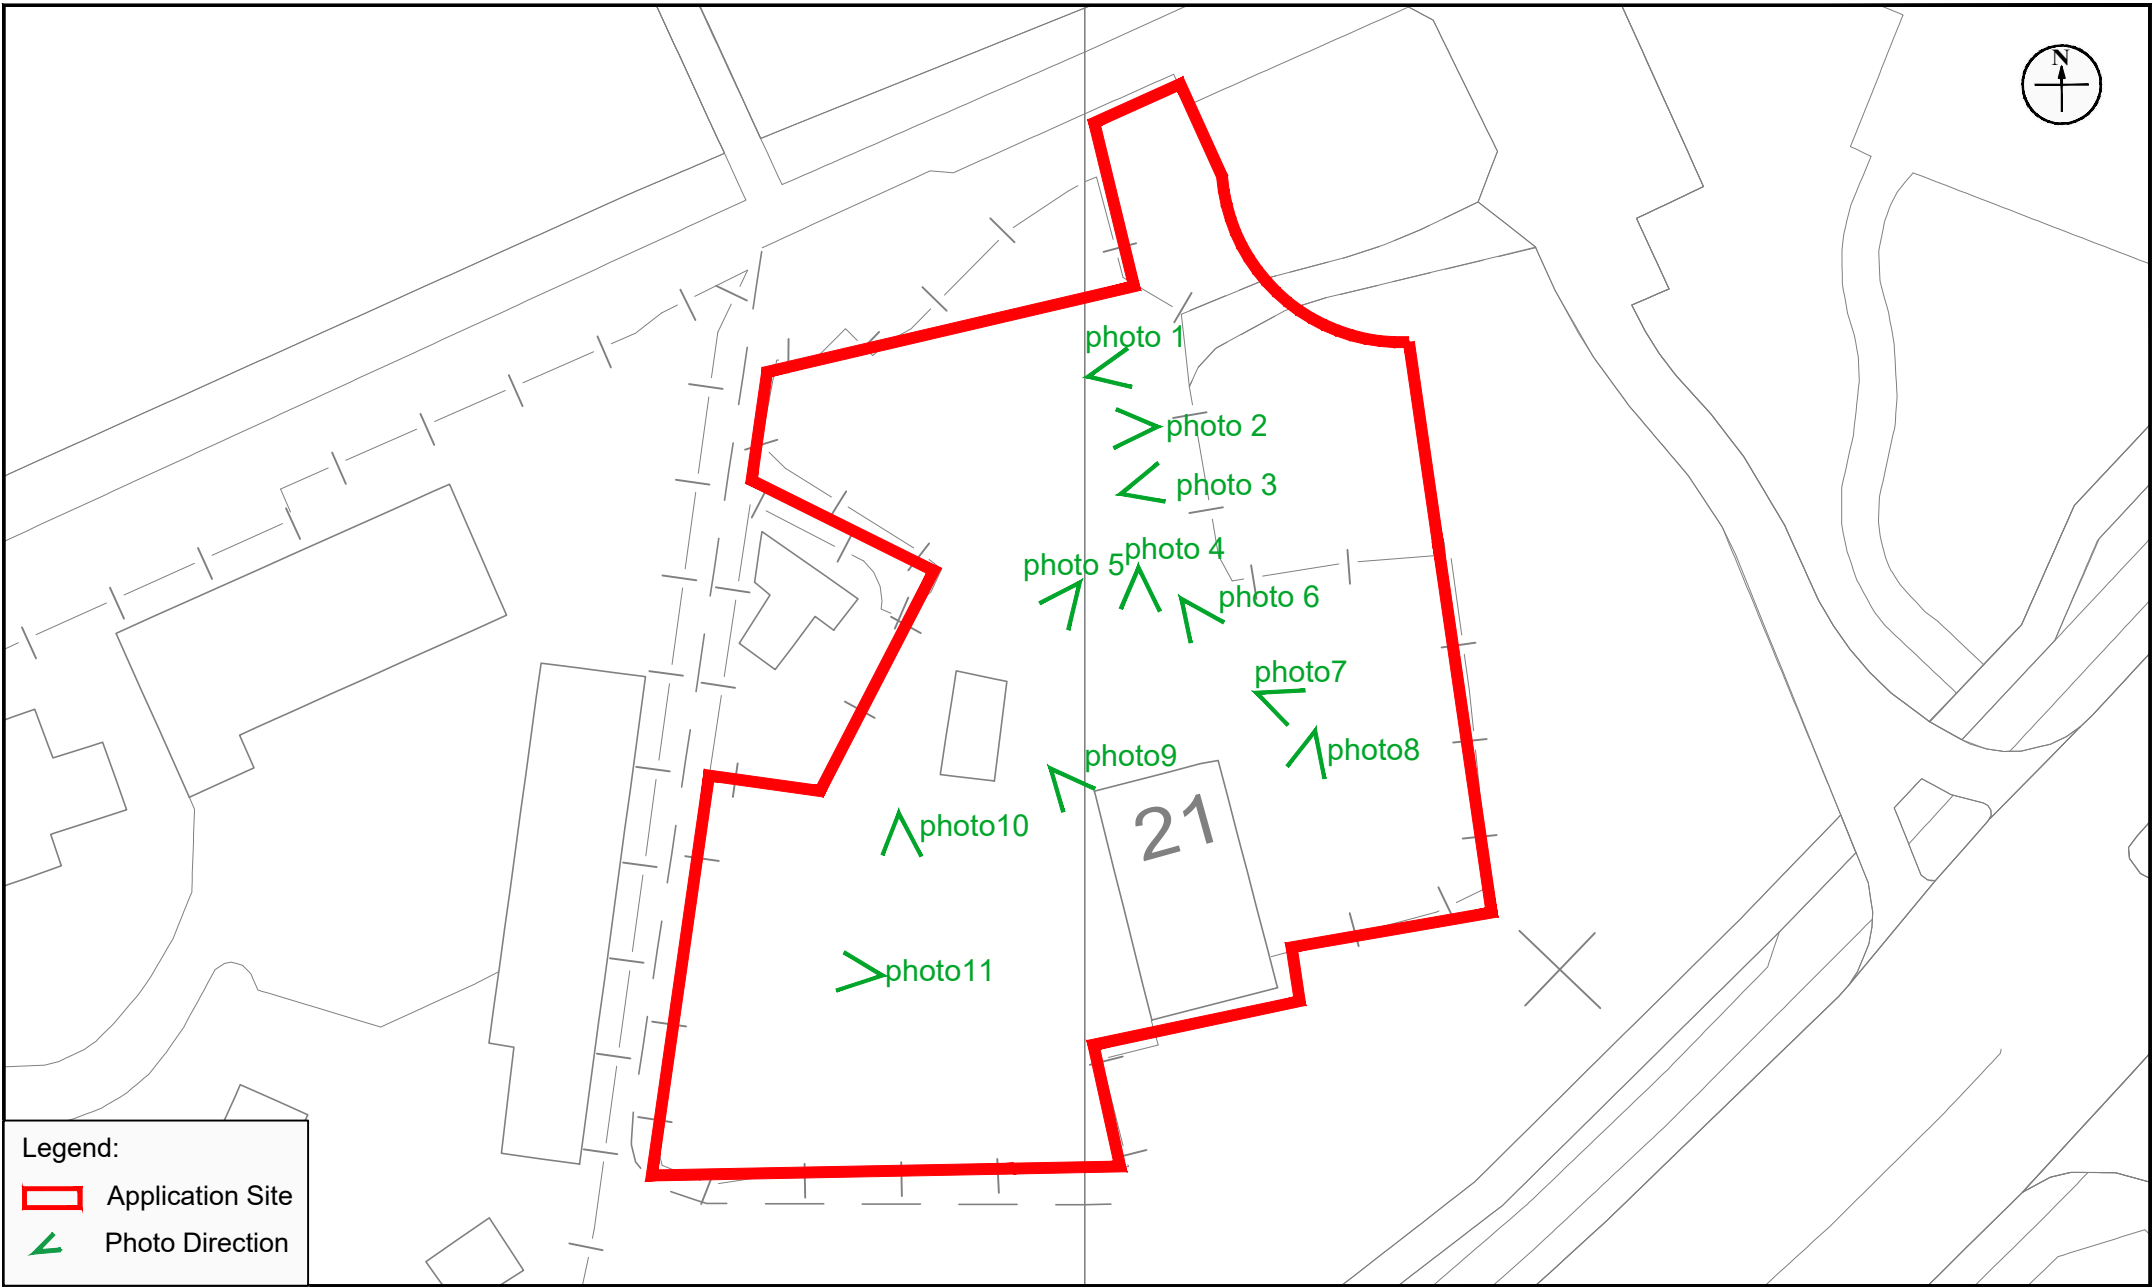 N
photo 1
photo 2
photo 3
photo 4
photo 5
photo 6
photo7
photo8
photo9
21
photo10
photo11
Legend:
Application Site
Photo Direction